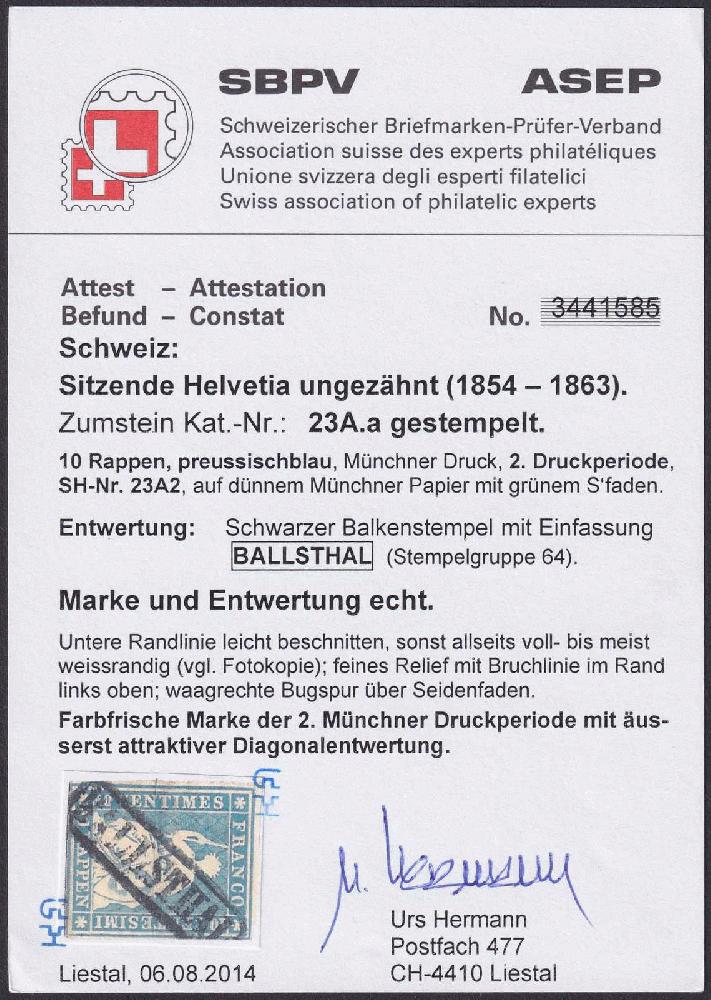 SBPV ASEP
Schweizerischer Briefmarken-Prüfer-Verband
Association suisse des experts philatéliques
Unione svizzera degli esperti filatelici
Swiss association of philatelic experts
Attest – Attestation
Befund – Constat No. 3441585
Schweiz:
Sitzende Helvetia ungezähnt (1854 – 1863).
Zumstein Kat.-Nr.: 23A.a gestempelt.
10 Rappen, preussischblau, Münchner Druck, 2. Druckperiode,
SH-Nr. 23A2, auf dünnem Münchner Papier mit grünem S'faden.
Entwertung: Schwarzer Balkenstempel mit Einfassung
BALLSTHAL (Stempelgruppe 64).
Marke und Entwertung echt.
Untere Randlinie leicht beschnitten, sonst allseits voll- bis meist
weissrandig (vgl. Fotokopie); feines Relief mit Bruchlinie im Rand
links oben; waagrechte Bugspur über Seidenfaden.
Farbfrische Marke der 2. Münchner Druckperiode mit äus-
serst attraktiver Diagonalentwertung.
FRANCO
Urs Hermann
Postfach 477
Liestal, 06.08.2014 CH-4410 Liestal